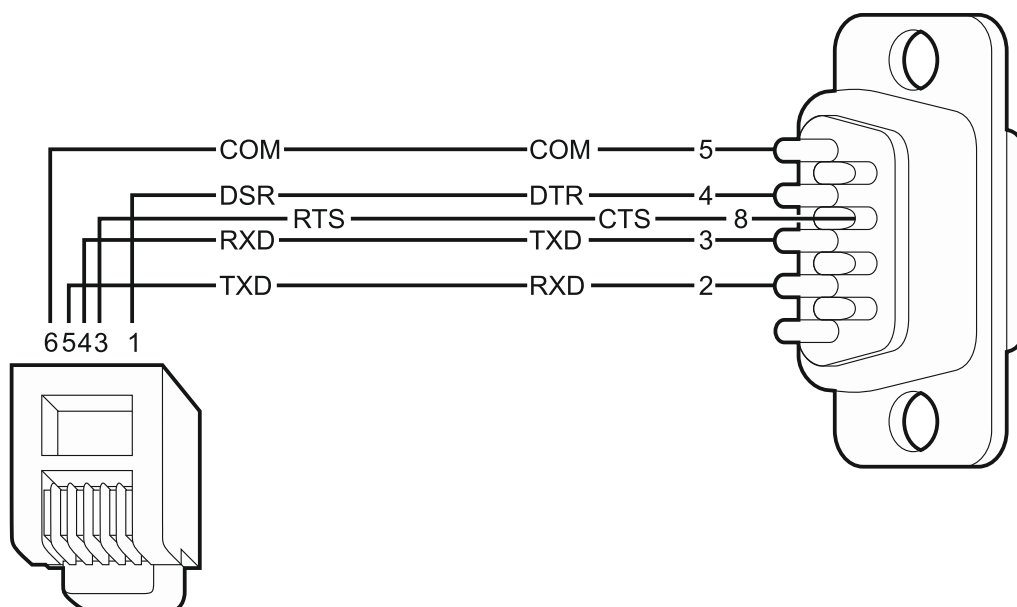 COM COM 5
DSR DTR 4
RTS CTS 8
RXD TXD 3
TXD RXD 2
6543 1